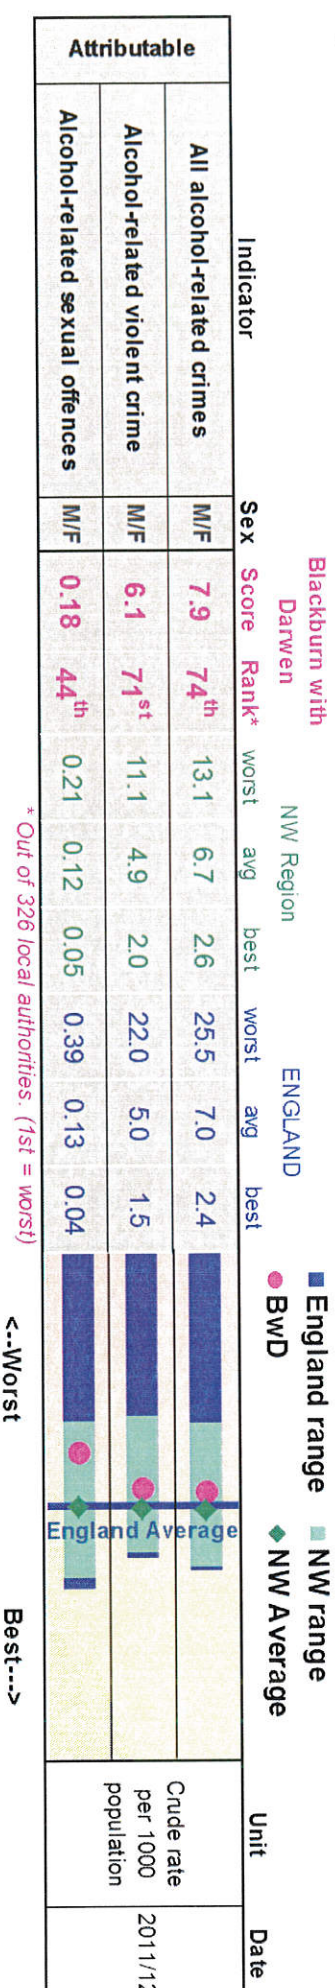 Blackburn with
Darwen
NW Region
ENGLAND
England range
NW range
BwD
NW Average
Indicator Sex Score Rank* worst avg best worst avg best Unit Date
Attributable
All alcohol-related crimes M/F 7.9 74th 13.1 6.7 2.6 25.5 7.0 2.4
Alcohol-related violent crime M/F 6.1 71st 11.1 4.9 2.0 22.0 5.0 1.5
Alcohol-related sexual offences M/F 0.18 44th 0.21 0.12 0.05 0.39 0.13 0.04
England Average
Crude rate
per 1000
population
2011/12
* Out of 326 local authorities. (1st = worst)
<--Worst
Best--->